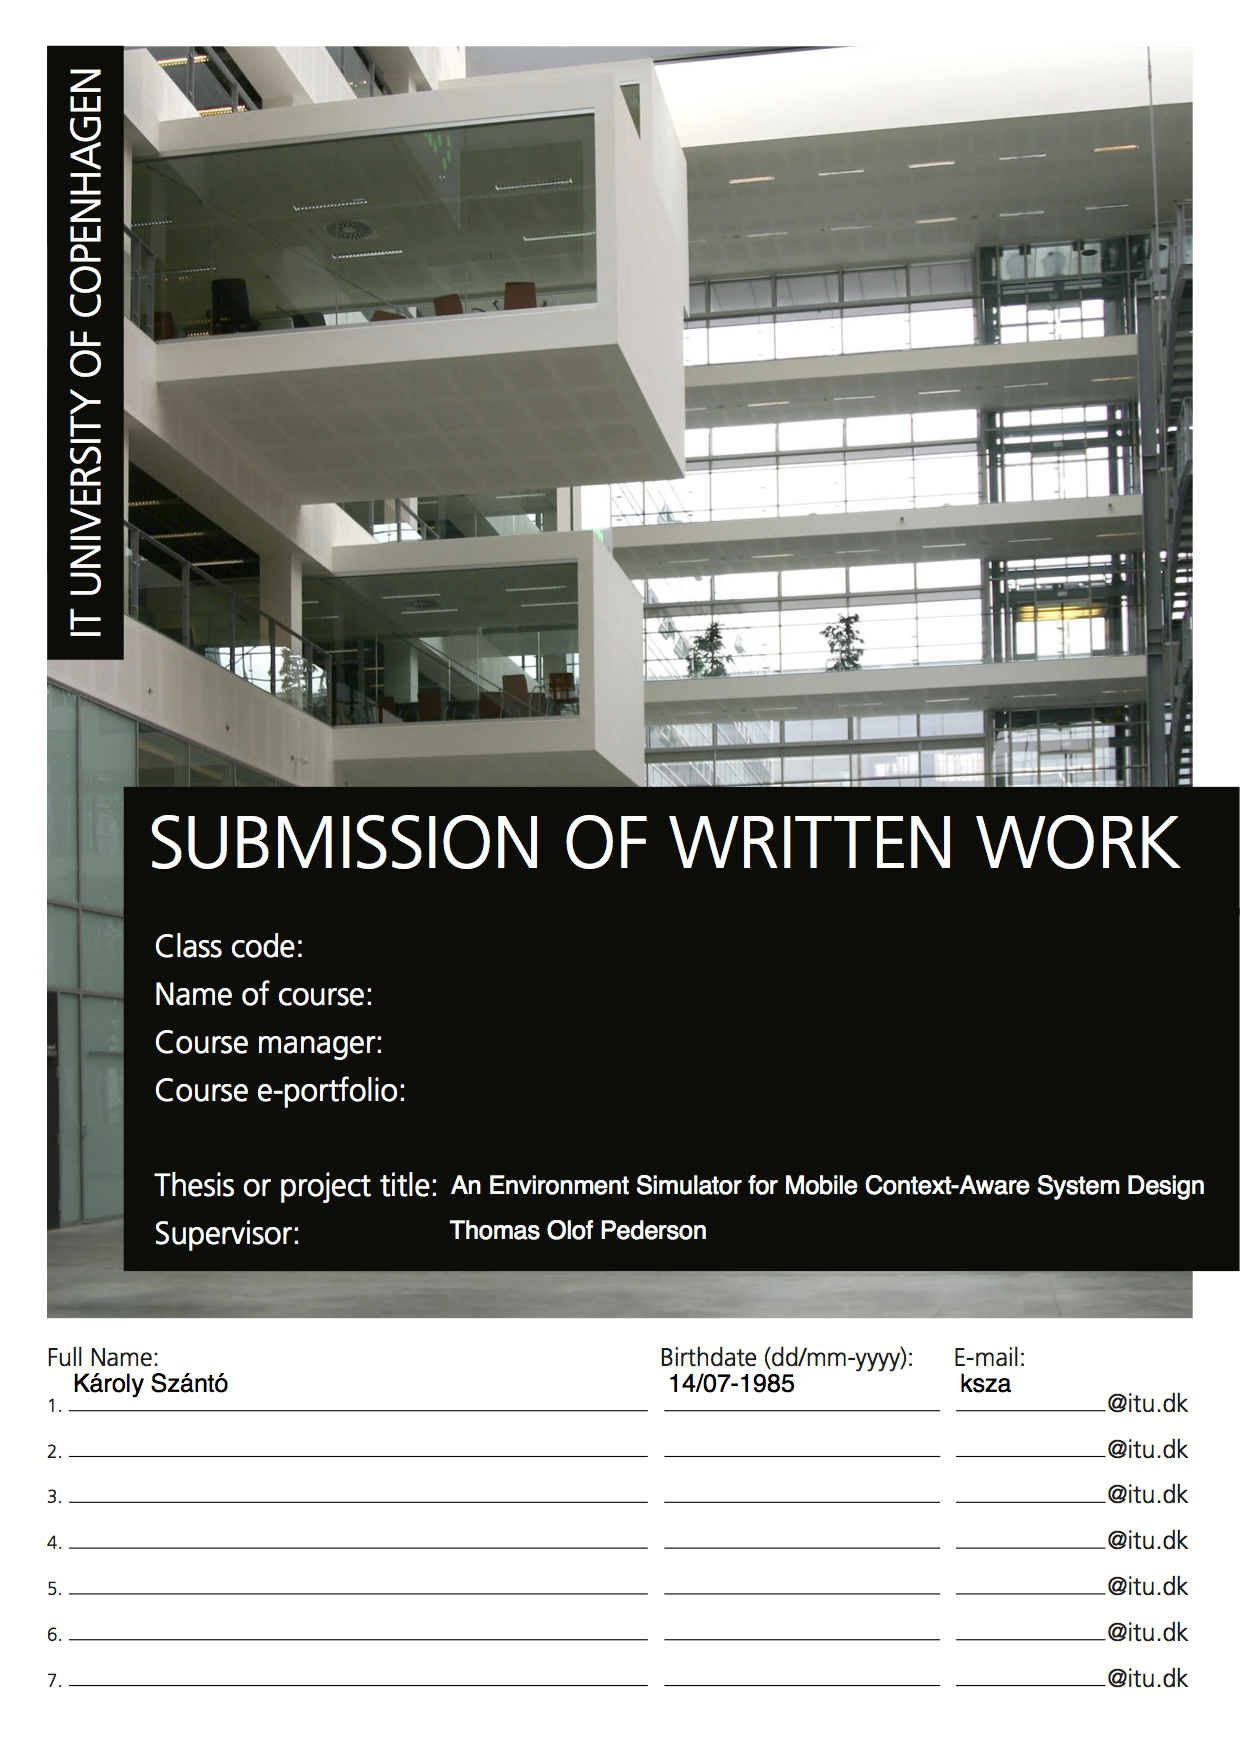 IT UNIVERSITY OF COPENHAGEN
SUBMISSION OF WRITTEN WORK
Class code:
Name of course:
Course manager:
Course e-portfolio:
Thesis or project title: An Environment Simulator for Mobile Context-Aware System Design
Supervisor: Thomas Olof Pederson
Full Name: Birthdate (dd/mm-yyyy): E-mail:
1. Károly Szántó 14/07-1985 ksza @itu.dk
2. @itu.dk
3. @itu.dk
4. @itu.dk
5. @itu.dk
6. @itu.dk
7. @itu.dk